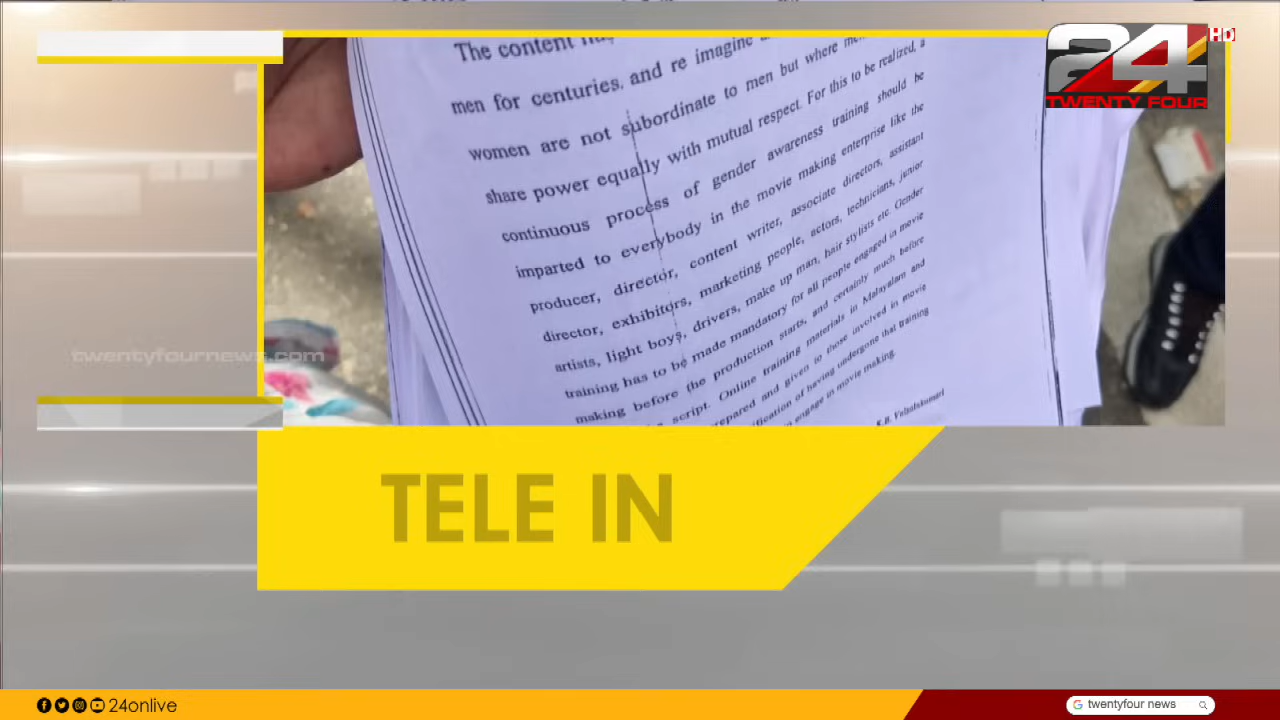 The content
men for centuries, and re imagine
women are not subordinate to men but where
share power equally with mutual respect. For this to be realized, a
continuous process of gender awareness training should be
imparted to everybody in the movie making enterprise like the
producer, director, content writer, associate directors, assistant
director, exhibitors, marketing people, actors, technicians, junior
artists, light boys, drivers, make up man, hair stylists etc. Gender
training has to be made mandatory for all people engaged in movie
making before the production starts, and certainly much before
script. Online training materials in Malayalam and
and given to those involved in movie
of having undergone that training
engage in movie making.
24
HD
TWENTY FOUR
twentyfournews.com
TELE IN
24onlive
twentyfour news